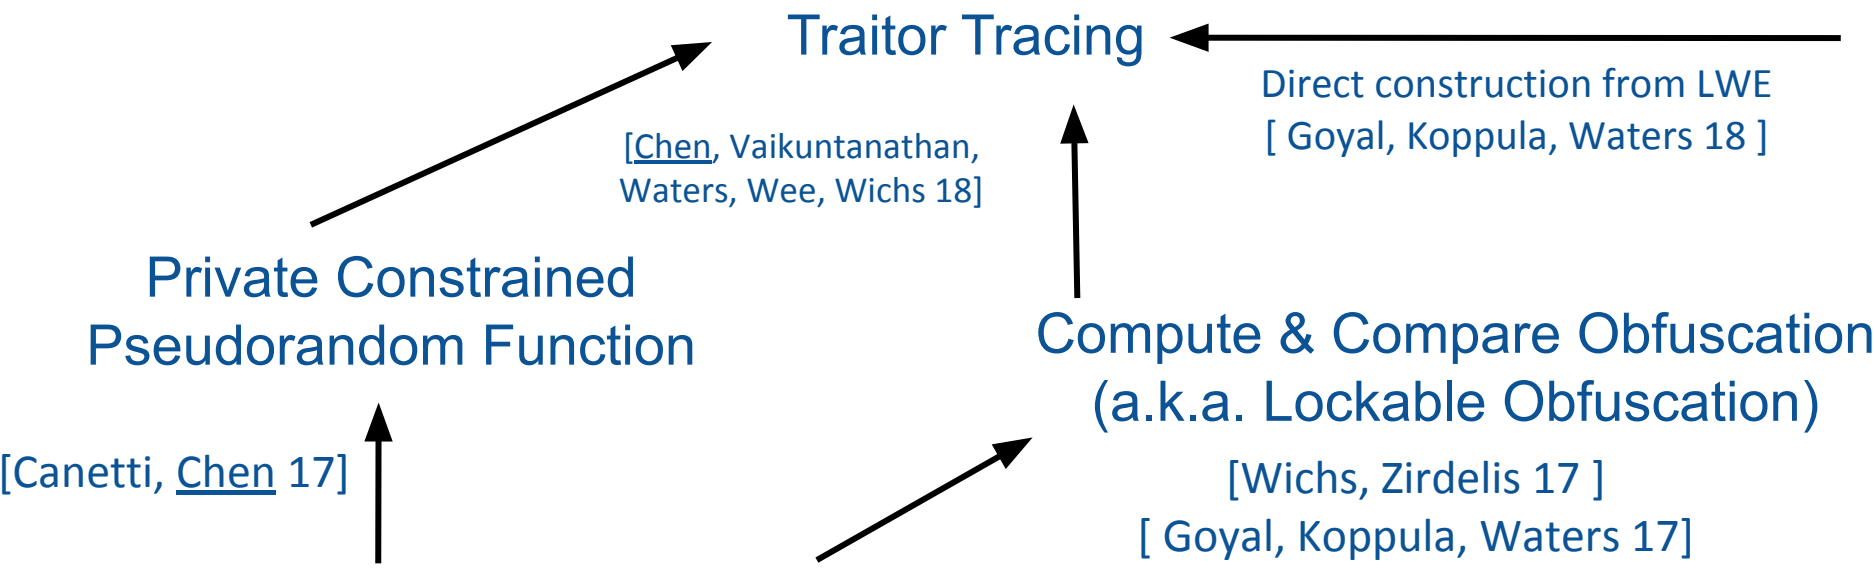 Traitor Tracing
Direct construction from LWE
[ Goyal, Koppula, Waters 18 ]
[Chen, Vaikuntanathan,
Waters, Wee, Wichs 18]
Private Constrained
Pseudorandom Function
Compute & Compare Obfuscation
(a.k.a. Lockable Obfuscation)
[Canetti, Chen 17]
[Wichs, Zirdelis 17 ]
[ Goyal, Koppula, Waters 17]